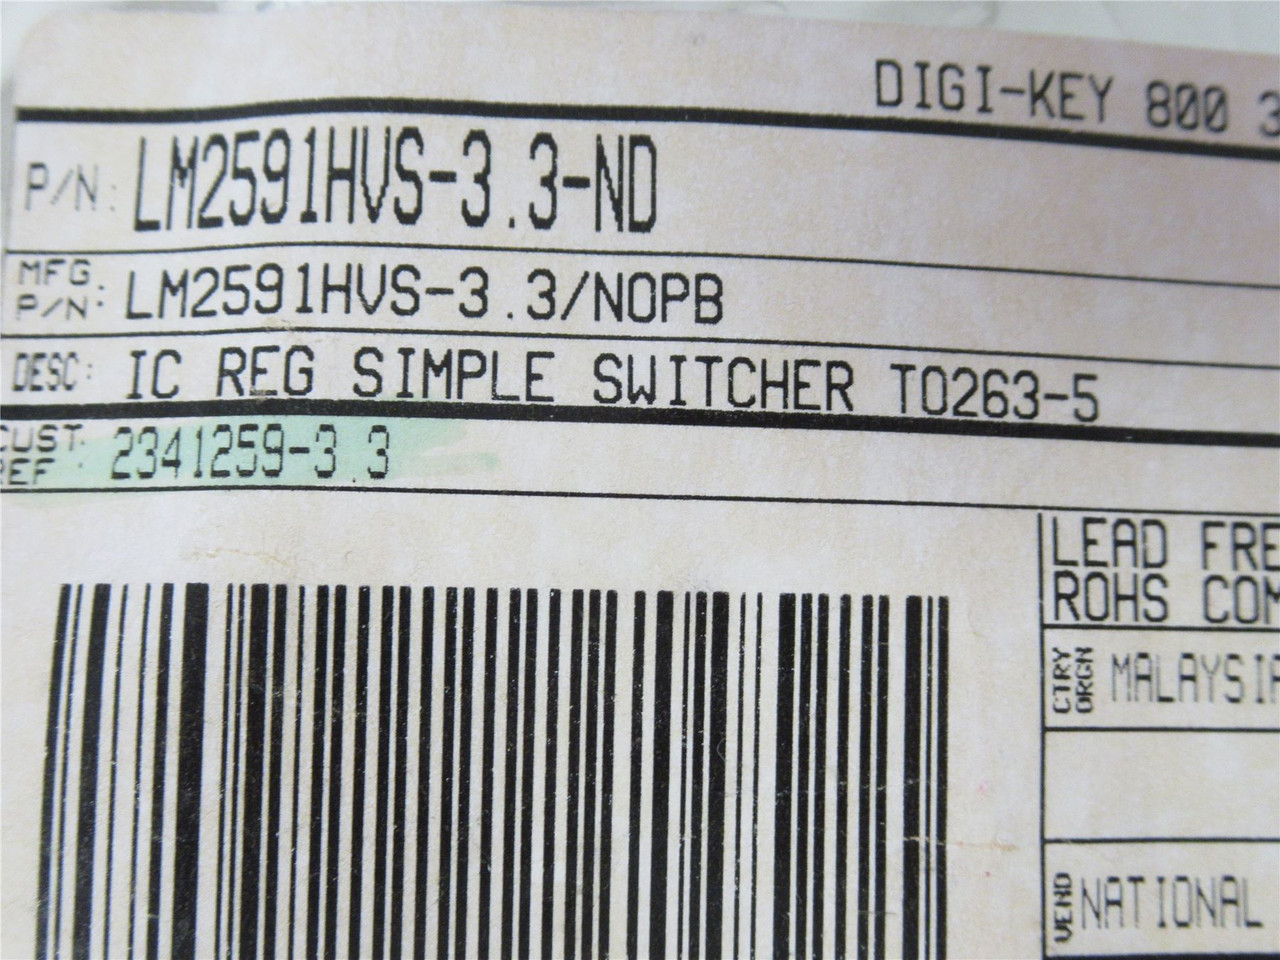 DIGI-KEY 800 3
P/N: LM2591HVS-3.3-ND
MFG.
P/N: LM2591HVS-3.3/NOPB
DESC: IC REG SIMPLE SWITCHER TO263-5
CUST.
REF : 2341259-3.3
LEAD FRE
ROHS COM
CTRY
ORGN MALAYSIA
VEND NATIONAL